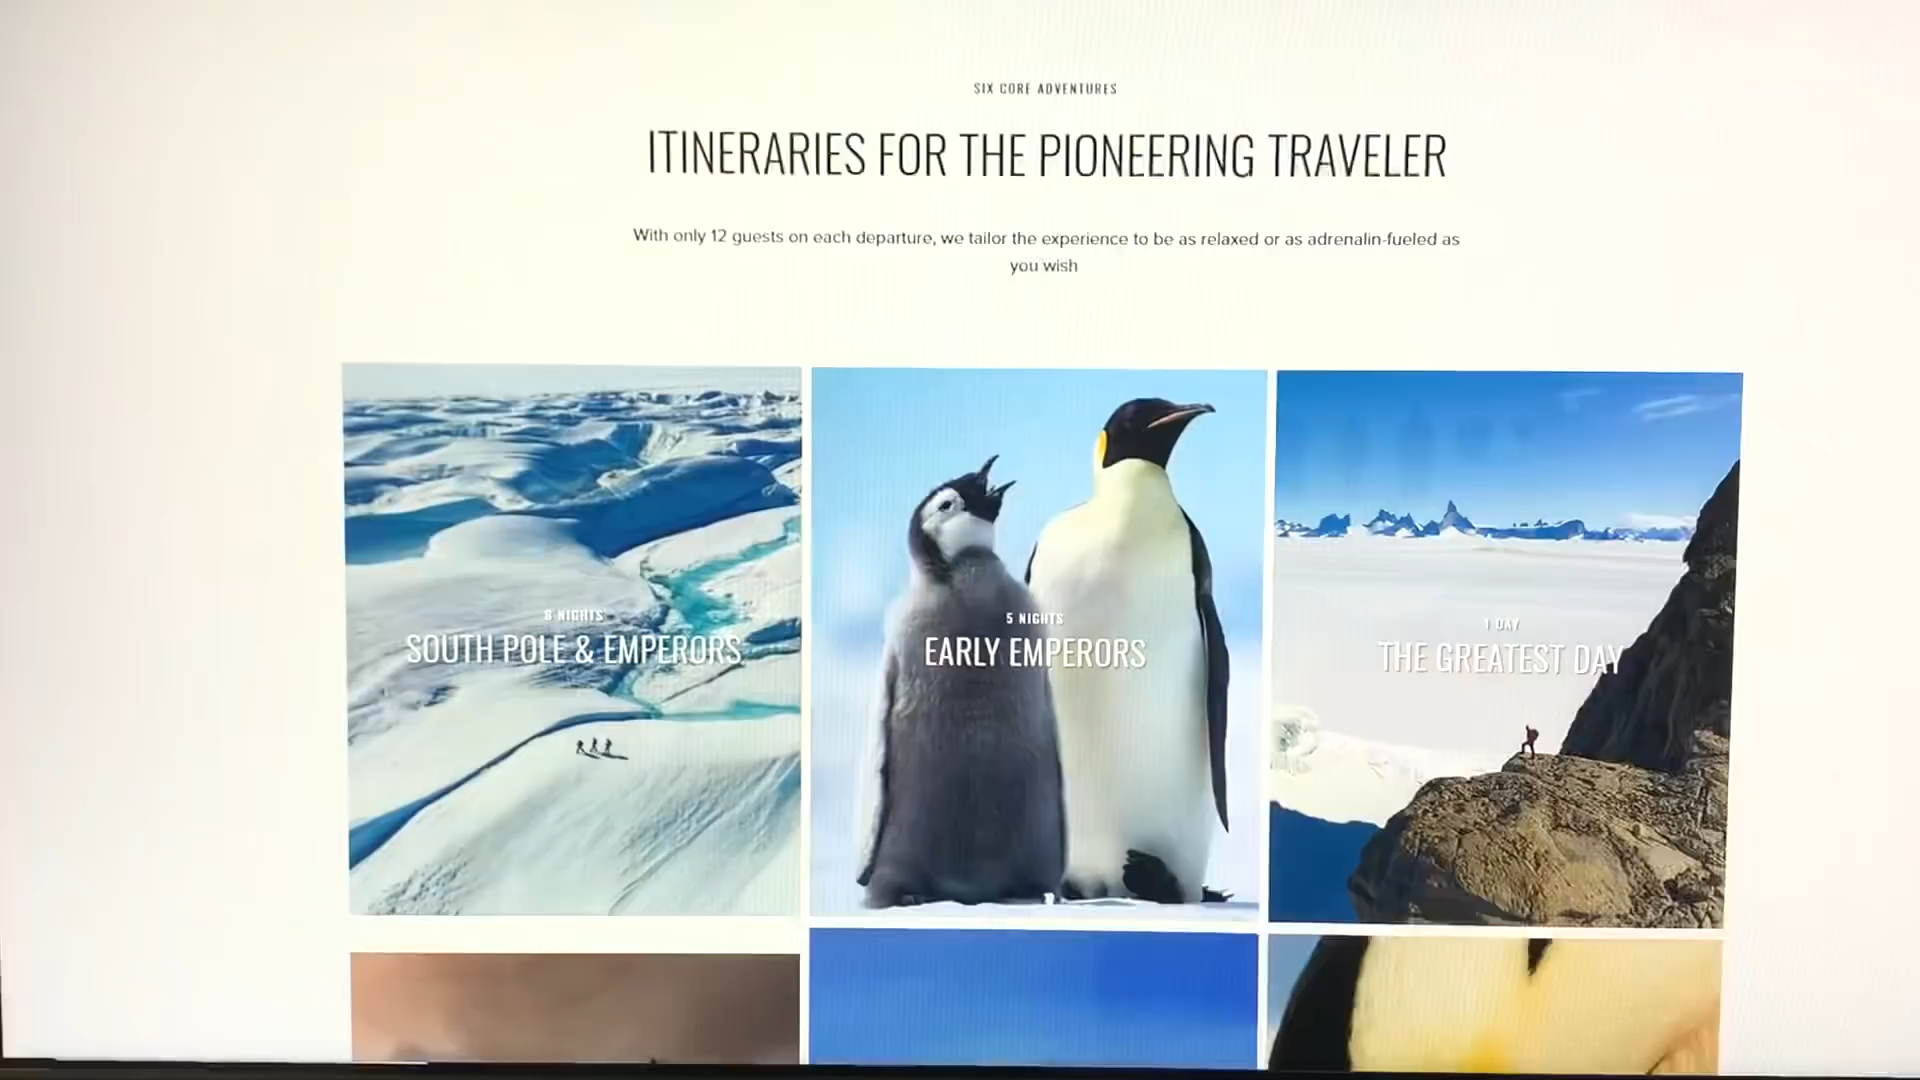 SIX CORE ADVENTURES
ITINERARIES FOR THE PIONEERING TRAVELER
With only 12 guests on each departure, we tailor the experience to be as relaxed or as adrenalin-fueled as
you wish
8 NIGHTS
SOUTH POLE & EMPERORS
5 NIGHTS
EARLY EMPERORS
1 DAY
THE GREATEST DAY